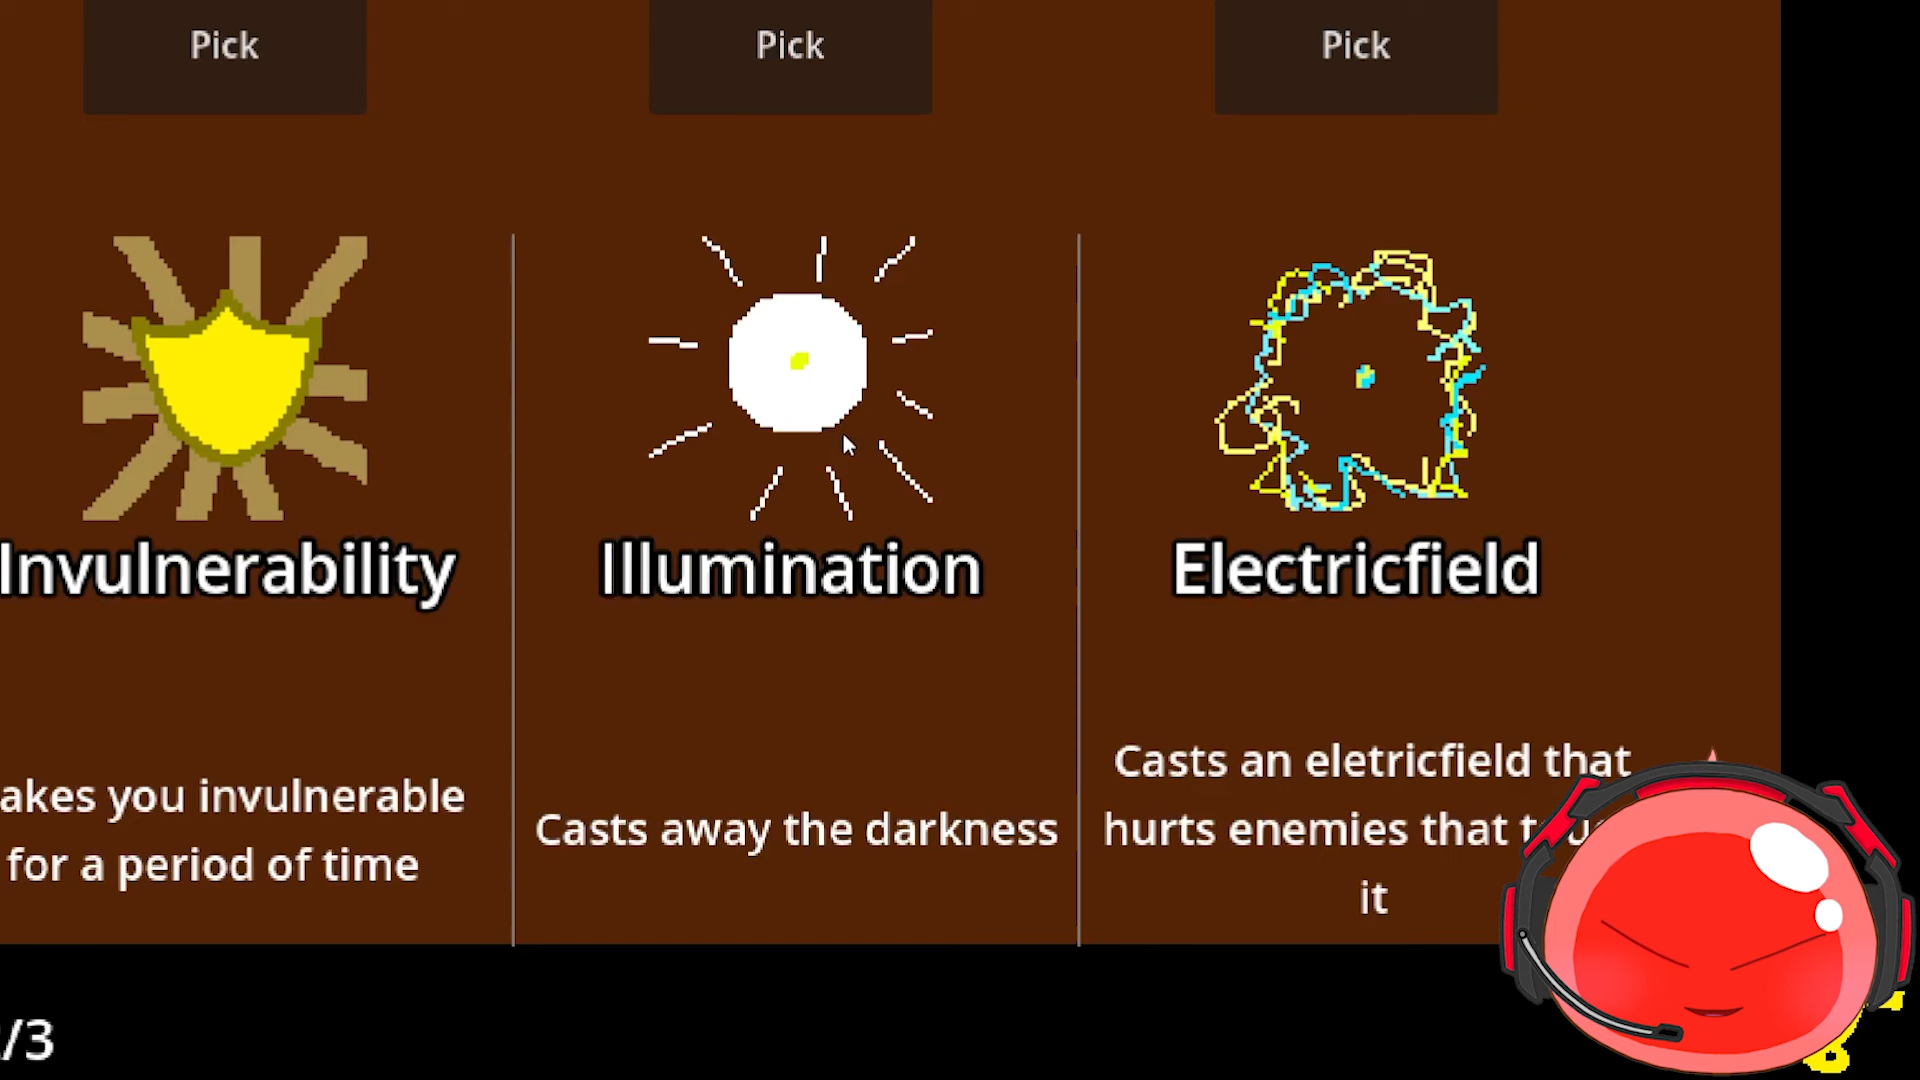 Pick
Pick
Pick
Invulnerability
Illumination
Electricfield
akes you invulnerable
for a period of time
Casts away the darkness
Casts an eletricfield that
hurts enemies that
it
/3